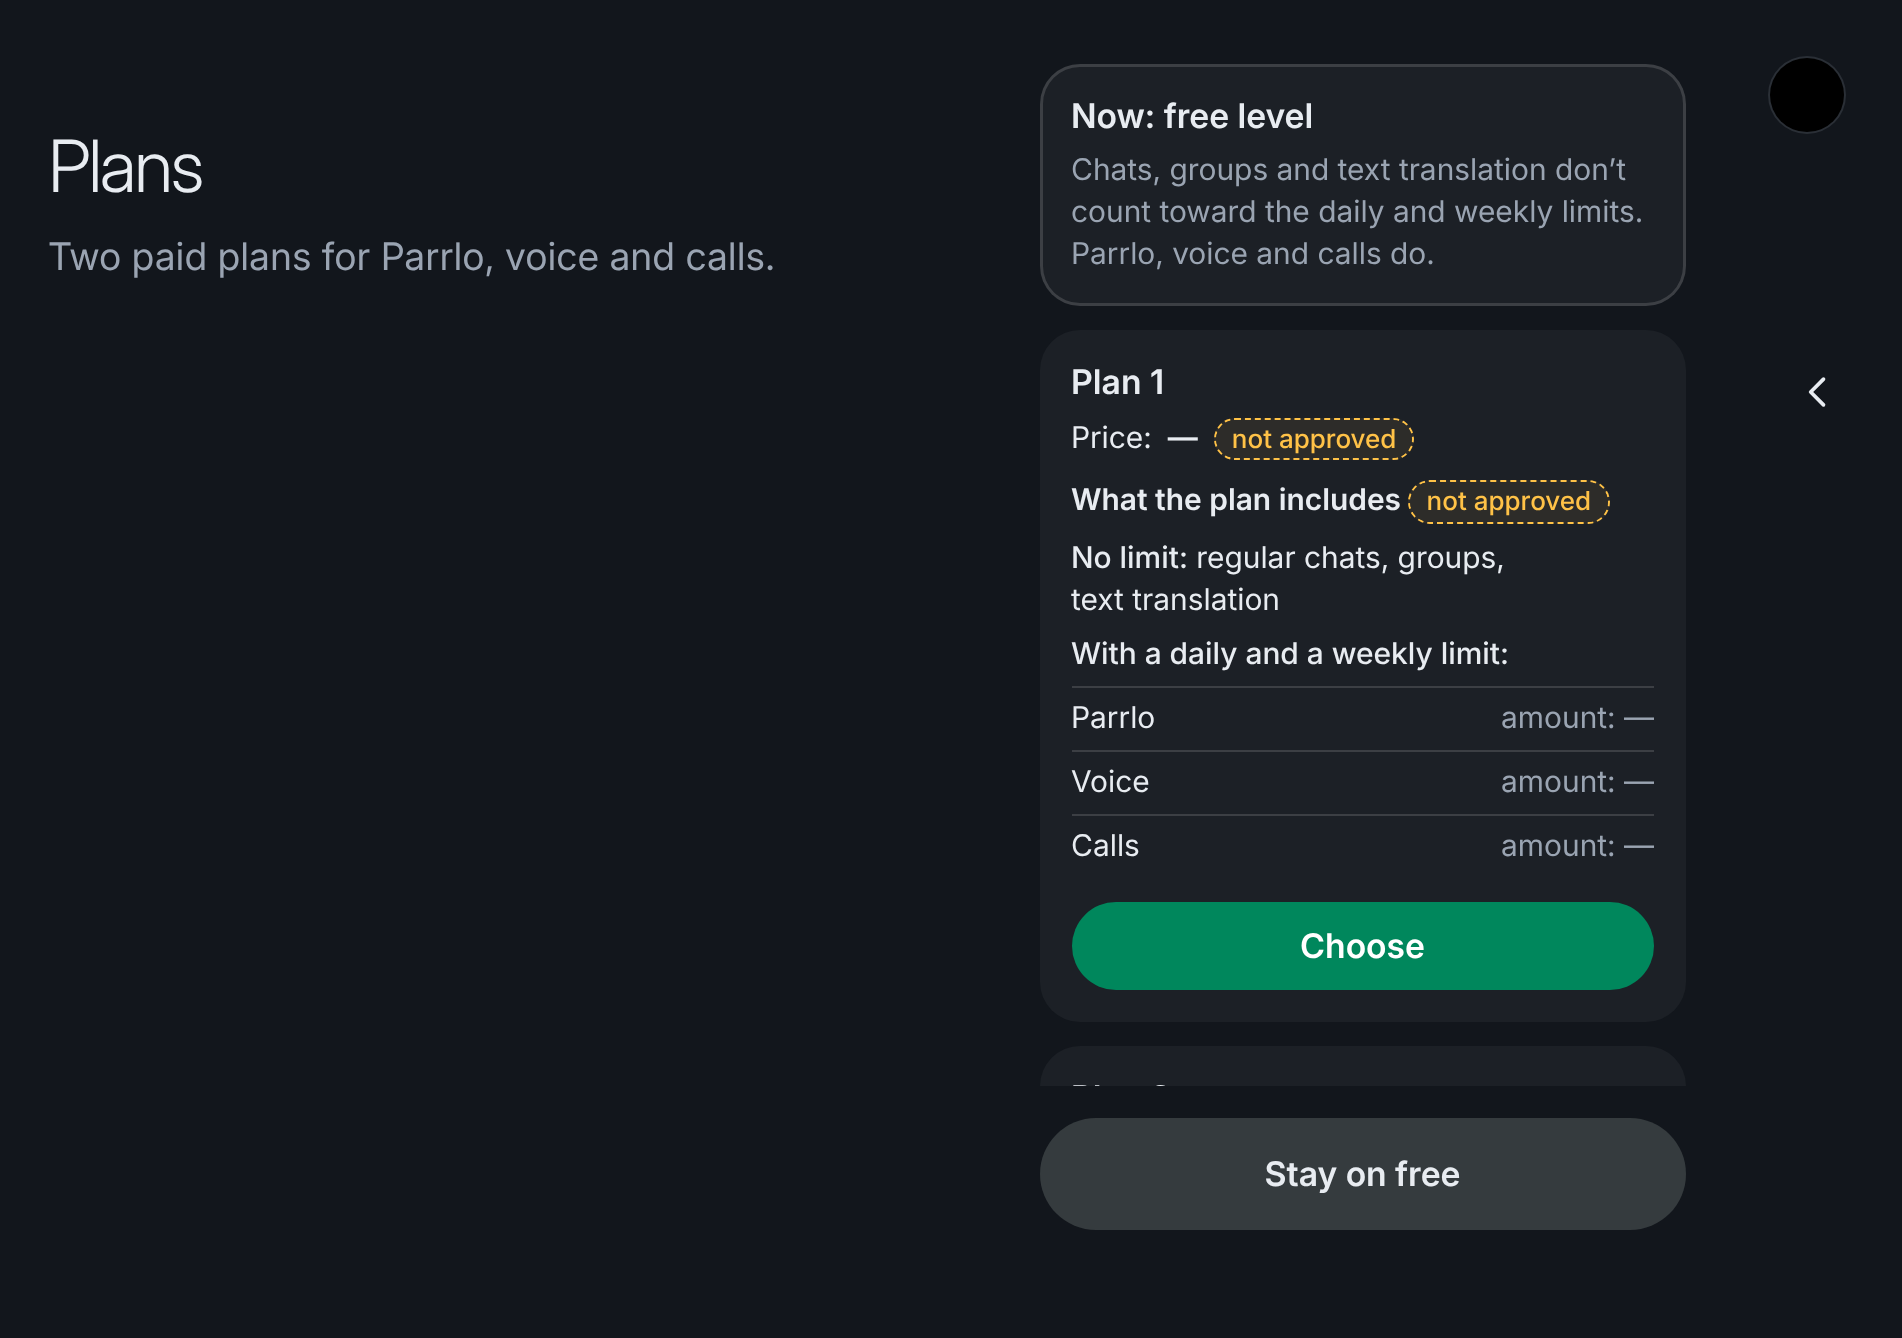 Plans
Two paid plans for Parrlo, voice and calls.
Now: free level
Chats, groups and text translation don’t
count toward the daily and weekly limits.
Parrlo, voice and calls do.
Plan 1
Price: — not approved
What the plan includes not approved
No limit: regular chats, groups,
text translation
With a daily and a weekly limit:
Parrlo amount: —
Voice amount: —
Calls amount: —
Choose
Stay on free